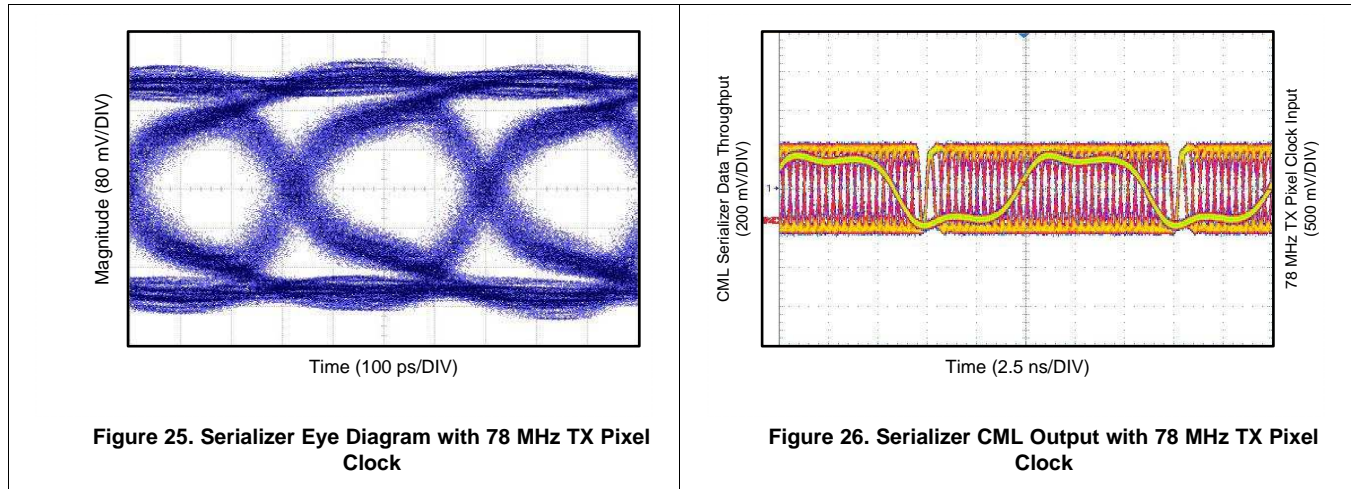 Magnitude (80 mV/DIV)
Time (100 ps/DIV)
Figure 25. Serializer Eye Diagram with 78 MHz TX Pixel
Clock
CML Serializer Data Throughput
(200 mV/DIV)
1
78 MHz TX Pixel Clock Input
(500 mV/DIV)
Time (2.5 ns/DIV)
Figure 26. Serializer CML Output with 78 MHz TX Pixel
Clock